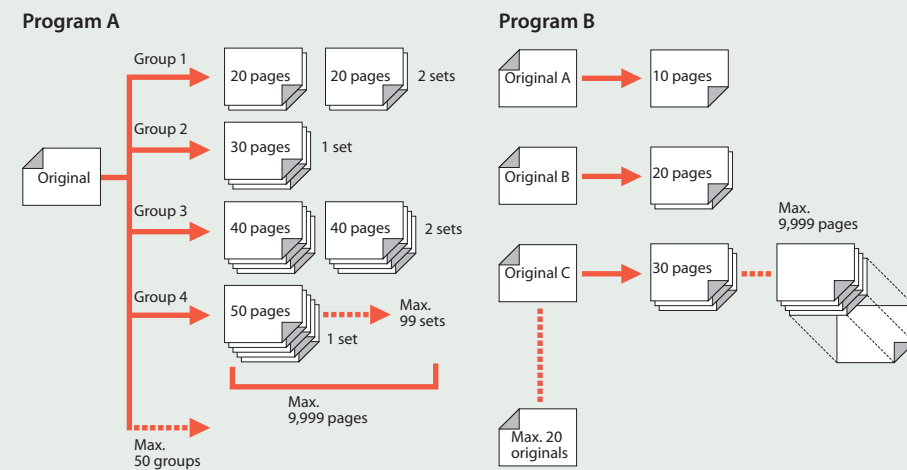 Program A
Group 1
20 pages
20 pages
2 sets
Group 2
30 pages
1 set
Original
Group 3
40 pages
40 pages
2 sets
Group 4
50 pages
1 set
Max.
99 sets
Max.
9,999 pages
Max.
50 groups
Program B
Original A
10 pages
Original B
20 pages
Original C
30 pages
Max.
9,999 pages
Max. 20
originals